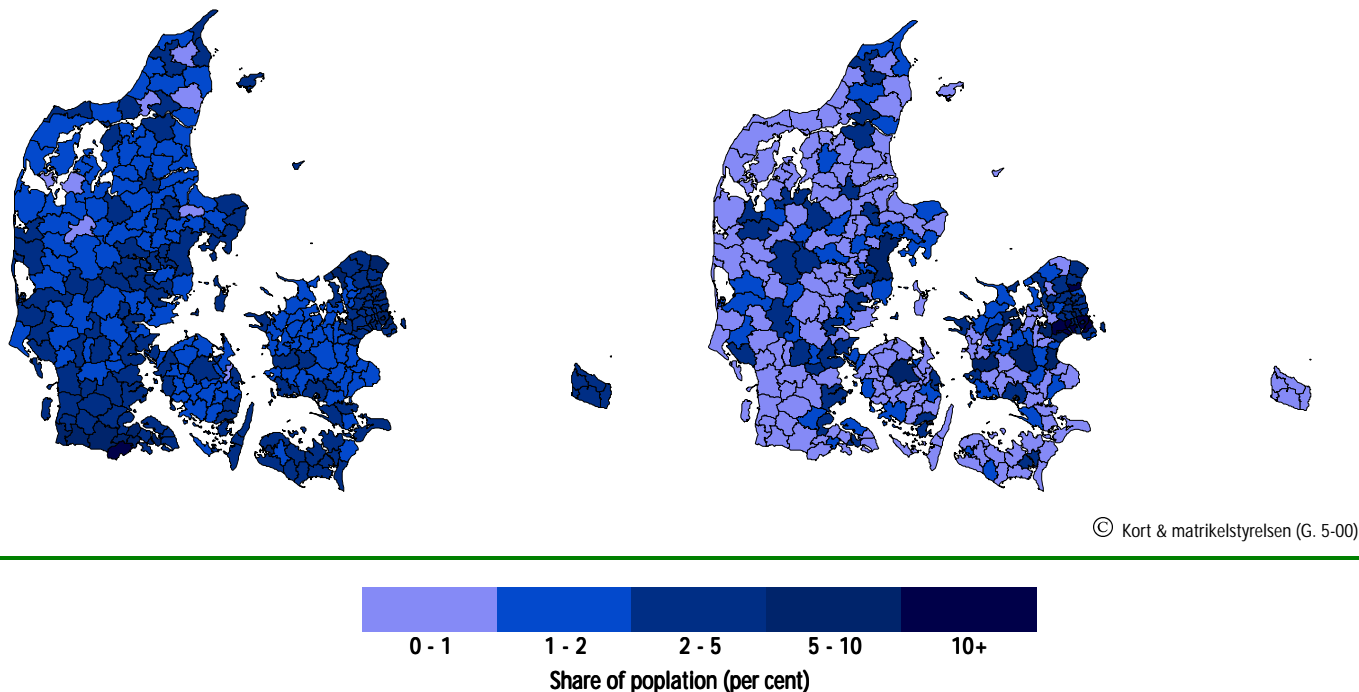 © Kort & matrikelstyrelsen (G. 5-00)
0 - 1 1 - 2 2 - 5 5 - 10 10+
Share of poplation (per cent)